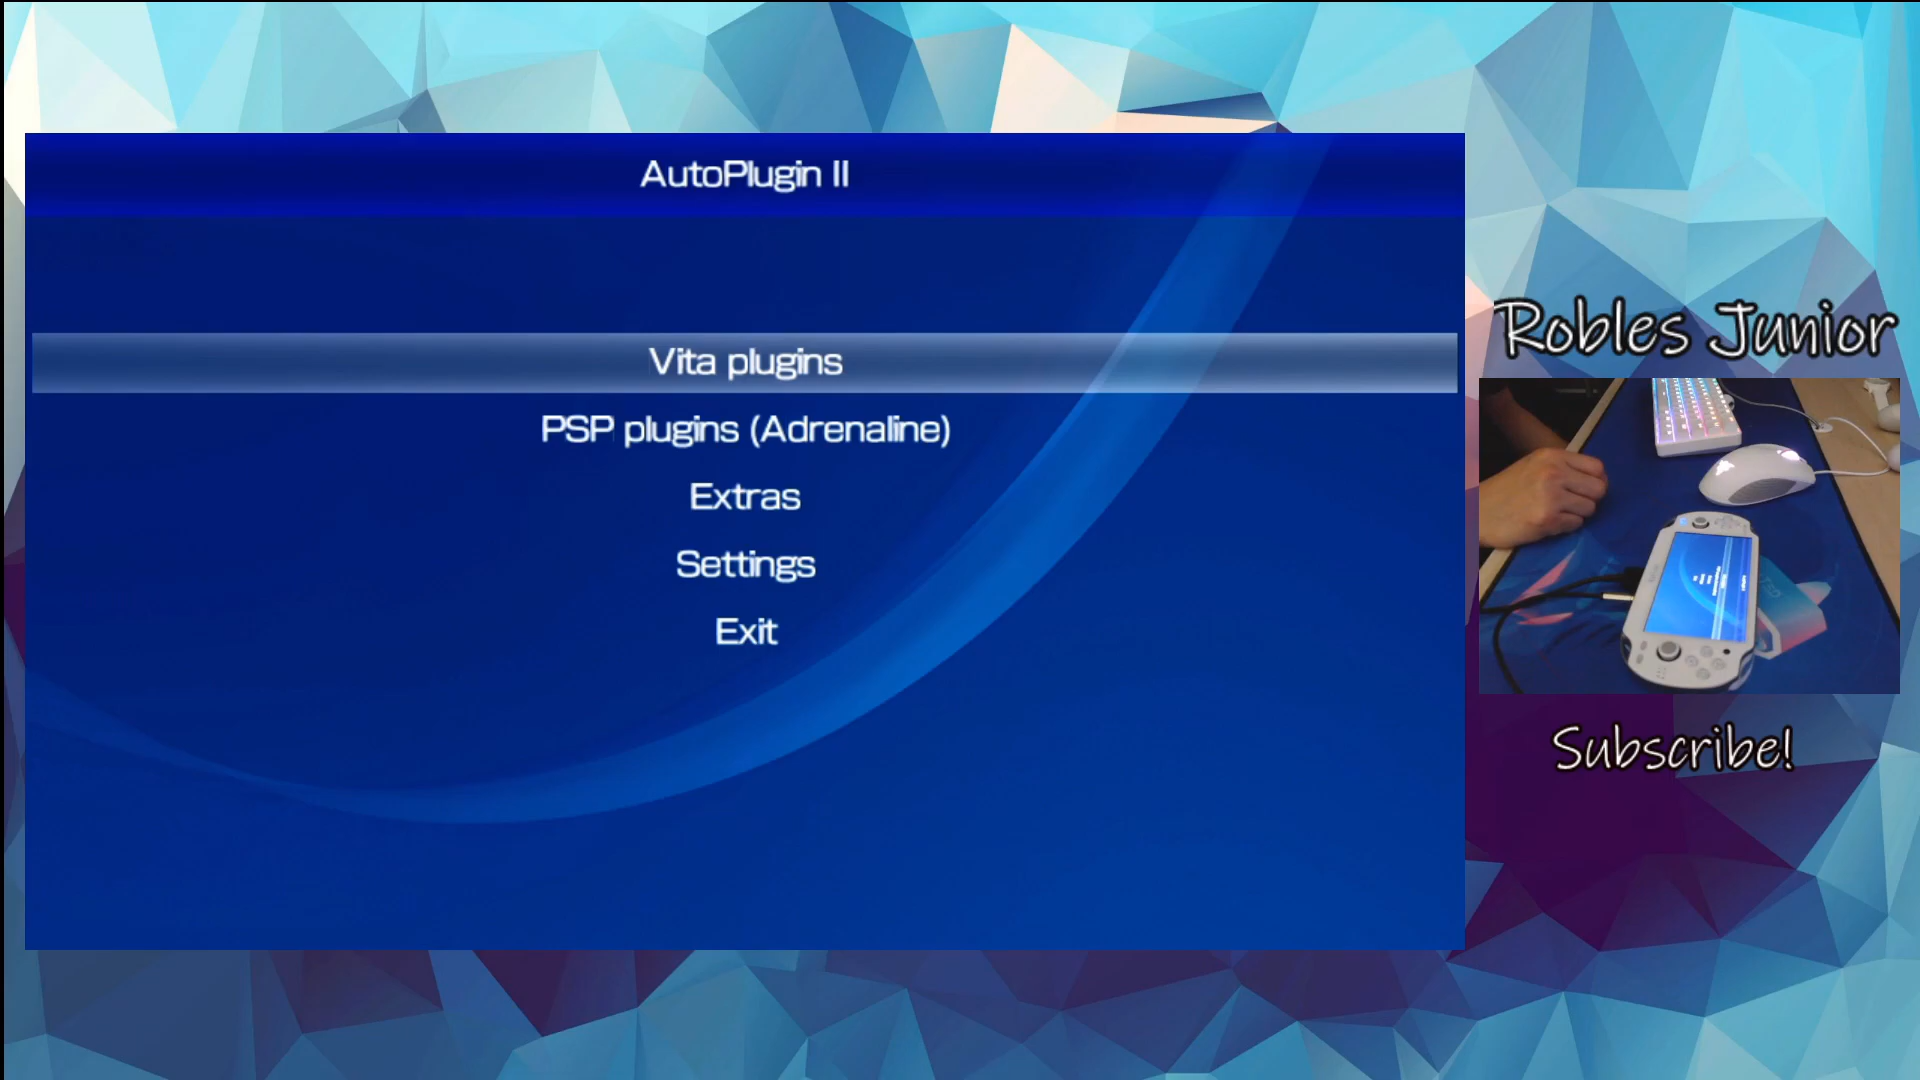 AutoPlugin II
Vita plugins
PSP plugins (Adrenaline)
Extras
Settings
Exit
Robles Junior
Subscribe!